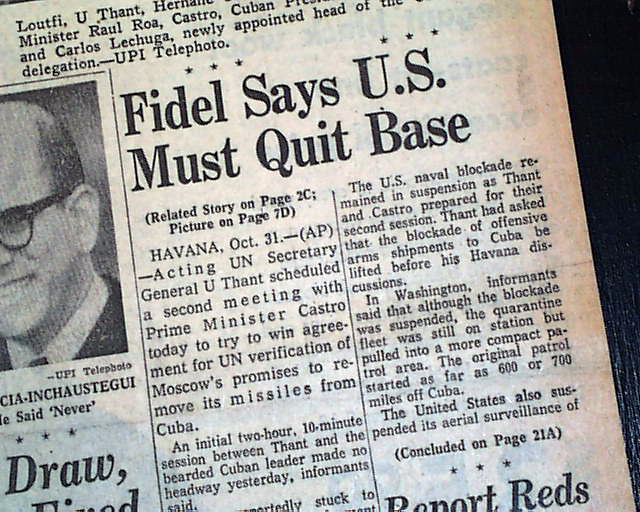 Loutfi, U Thant, Hernane
Minister Raul Roa, Castro, Cuban
and Carlos Lechuga, newly appointed head of the
delegation.—UPI Telephoto.
★ ★ ★ ★ ★ ★
Fidel Says U.S.
Must Quit Base
(Related Story on Page 2C;
Picture on Page 7D)
HAVANA, Oct. 31.—(AP)
—Acting UN Secretary
General U Thant scheduled
a second meeting with
Prime Minister Castro
today to try to win agree-
ment for UN verification of
Moscow's promises to re-
move its missiles from
Cuba.
An initial two-hour, 10-minute
session between Thant and the
bearded Cuban leader made no
headway yesterday, informants
said.
stuck to
The U.S. naval blockade re-
mained in suspension as Thant
and Castro prepared for their
second session. Thant had asked
that the blockade of offensive
arms shipments to Cuba be
lifted before his Havana dis-
cussions.
In Washington, informants
said that although the blockade
was suspended, the quarantine
fleet was still on station but
pulled into a more compact pa-
trol area. The original patrol
started as far as 600 or 700
miles off Cuba.
The United States also sus-
pended its aerial surveillance of
(Concluded on Page 21A)
★ ★ ★
Report Reds
—UPI Telephoto
CIA-INCHAUSTEGUI
He Said 'Never'
★ ★ ★
Draw,